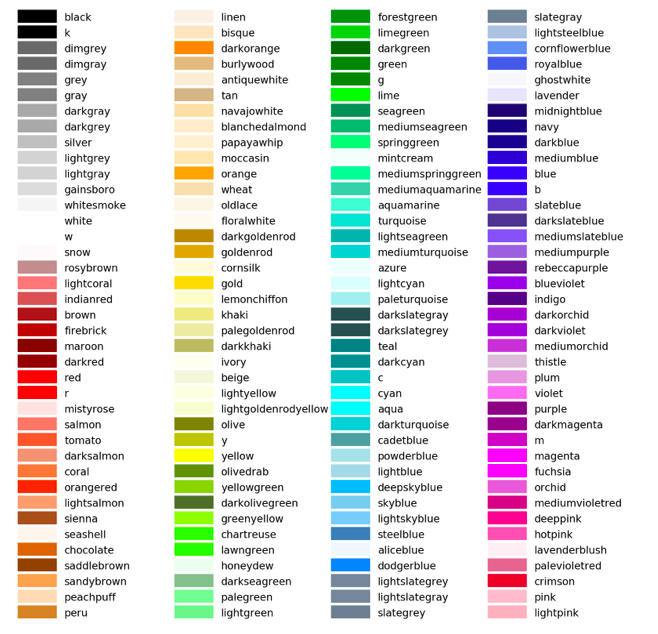 black
k
dimgrey
dimgray
grey
gray
darkgray
darkgrey
silver
lightgrey
lightgray
gainsboro
whitesmoke
white
w
snow
rosybrown
lightcoral
indianred
brown
firebrick
maroon
darkred
red
r
mistyrose
salmon
tomato
darksalmon
coral
orangered
lightsalmon
sienna
seashell
chocolate
saddlebrown
sandybrown
peachpuff
peru
linen
bisque
darkorange
burlywood
antiquewhite
tan
navajowhite
blanchedalmond
papayawhip
moccasin
orange
wheat
oldlace
floralwhite
darkgoldenrod
goldenrod
cornsilk
gold
lemonchiffon
khaki
palegoldenrod
darkkhaki
ivory
beige
lightyellow
lightgoldenrodyellow
olive
y
yellow
olivedrab
yellowgreen
darkolivegreen
greenyellow
chartreuse
lawngreen
honeydew
darkseagreen
palegreen
lightgreen
forestgreen
limegreen
darkgreen
green
g
lime
seagreen
mediumseagreen
springgreen
mintcream
mediumspringgreen
mediumaquamarine
aquamarine
turquoise
lightseagreen
mediumturquoise
azure
lightcyan
paleturquoise
darkslategray
darkslategrey
teal
darkcyan
c
cyan
aqua
darkturquoise
cadetblue
powderblue
lightblue
deepskyblue
skyblue
lightskyblue
steelblue
aliceblue
dodgerblue
lightslategrey
lightslategray
slategrey
slategray
lightsteelblue
cornflowerblue
royalblue
ghostwhite
lavender
midnightblue
navy
darkblue
mediumblue
blue
b
slateblue
darkslateblue
mediumslateblue
mediumpurple
rebeccapurple
blueviolet
indigo
darkorchid
darkviolet
mediumorchid
thistle
plum
violet
purple
darkmagenta
m
magenta
fuchsia
orchid
mediumvioletred
deeppink
hotpink
lavenderblush
palevioletred
crimson
pink
lightpink